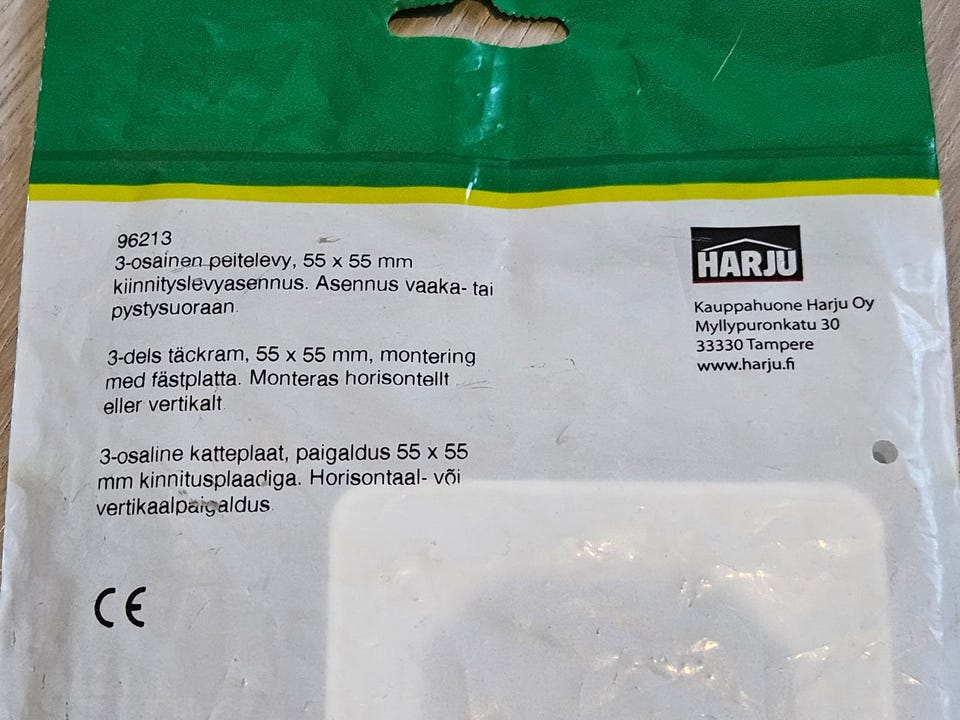 96213
3-osainen peitelevy, 55 x 55 mm
kiinnityslevyasennus. Asennus vaaka- tai
pystysuoraan.
3-dels täckram, 55 x 55 mm, montering
med fästplatta. Monteras horisontellt
eller vertikalt.
3-osaline katteplaat, paigaldus 55 x 55
mm kinnitusplaadiga. Horisontaal- või
vertikaalpaigaldus.
CE
HARJU
Kauppahuone Harju Oy
Myllypuronkatu 30
33330 Tampere
www.harju.fi